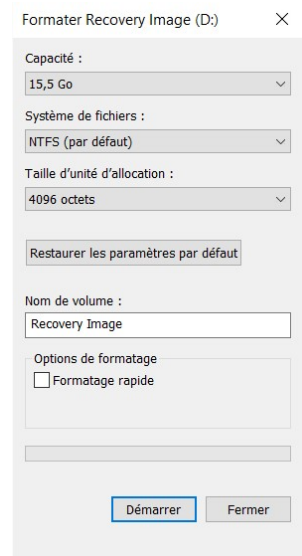 Formater Recovery Image (D:)
Capacité :
15,5 Go
Système de fichiers :
NTFS (par défaut)
Taille d’unité d’allocation :
4096 octets
Restaurer les paramètres par défaut
Nom de volume :
Recovery Image
Options de formatage
Formatage rapide
Démarrer
Fermer